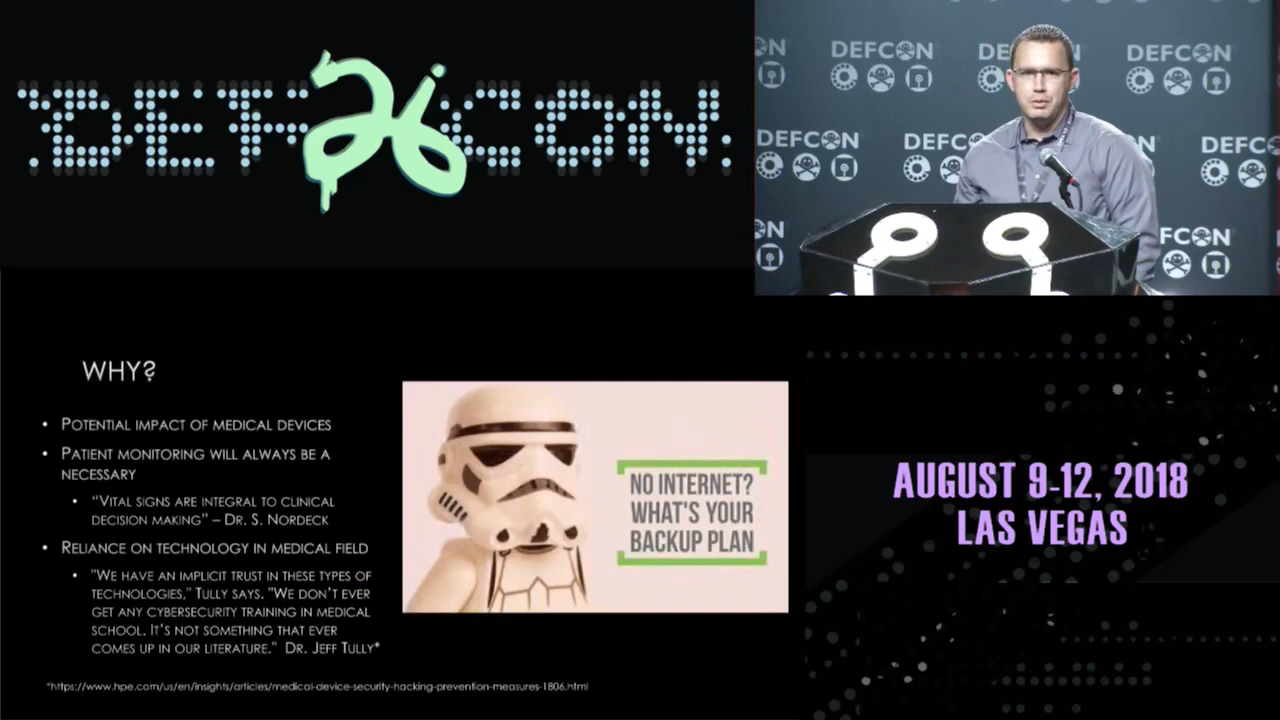 DEF 26 CON
DEFCON DEFCON DEFCON
DEFCON DEFCON DEFC
FCON
WHY?
• POTENTIAL IMPACT OF MEDICAL DEVICES
• PATIENT MONITORING WILL ALWAYS BE A
NECESSARY
• "VITAL SIGNS ARE INTEGRAL TO CLINICAL
DECISION MAKING" – DR. S. NORDECK
• RELIANCE ON TECHNOLOGY IN MEDICAL FIELD
• "WE HAVE AN IMPLICIT TRUST IN THESE TYPES OF
TECHNOLOGIES," TULLY SAYS. "WE DON'T EVER
GET ANY CYBERSECURITY TRAINING IN MEDICAL
SCHOOL. IT'S NOT SOMETHING THAT EVER
COMES UP IN OUR LITERATURE." DR. JEFF TULLY*
*https://www.hpe.com/us/en/insights/articles/medical-device-security-hacking-prevention-measures-1806.html
NO INTERNET?
WHAT'S YOUR
BACKUP PLAN
AUGUST 9-12, 2018
LAS VEGAS